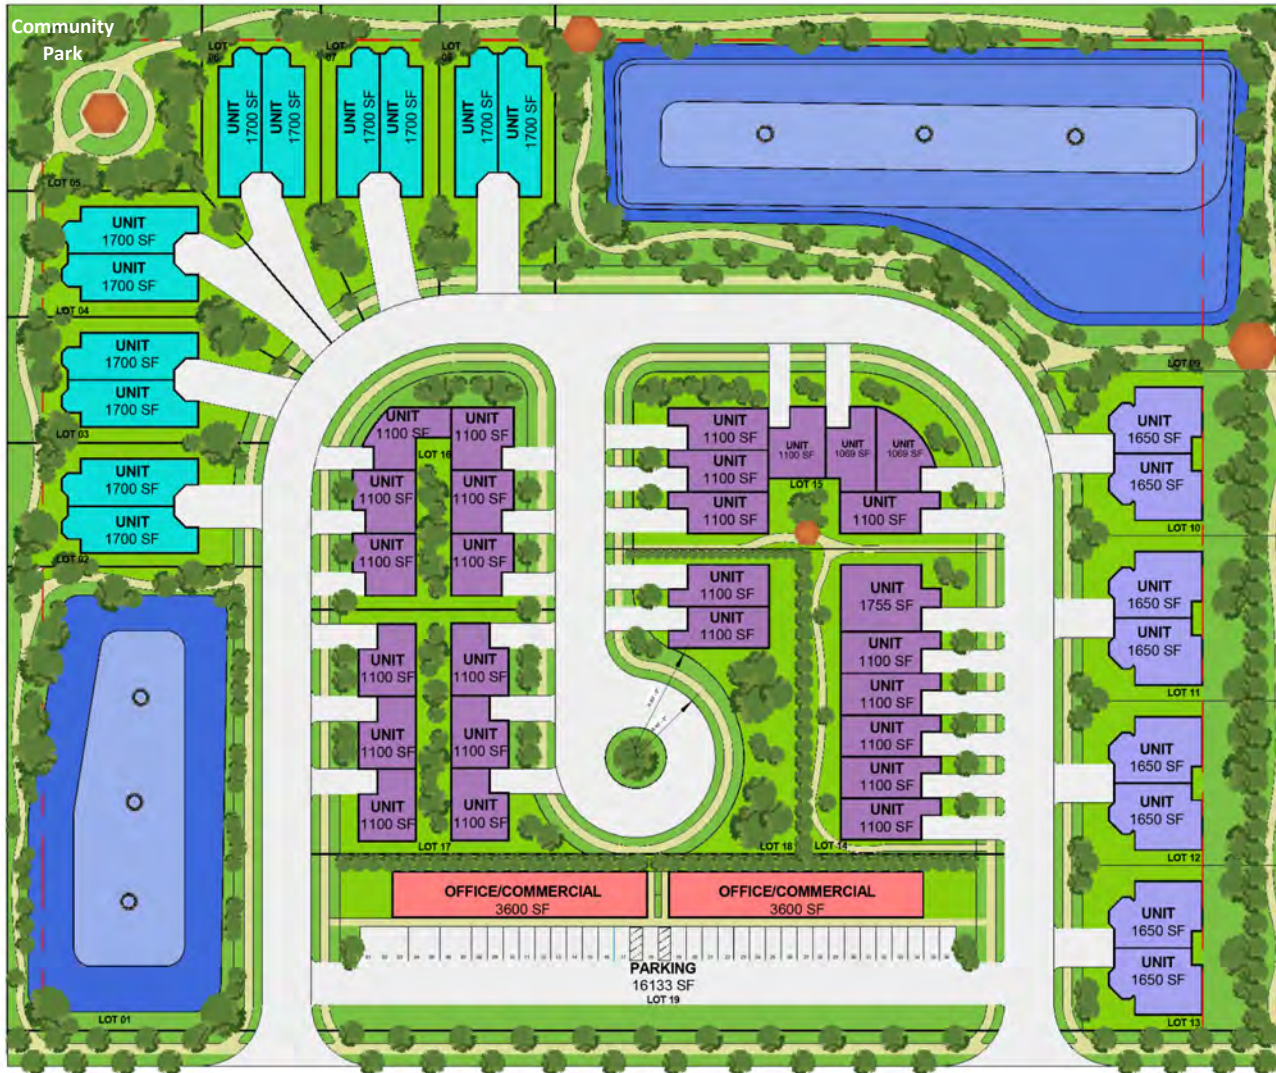 Community
Park
LOT
06
LOT
07
LOT
08
UNIT
1700 SF
UNIT
1700 SF
UNIT
1700 SF
UNIT
1700 SF
UNIT
1700 SF
UNIT
1700 SF
LOT 05
UNIT
1700 SF
UNIT
1700 SF
LOT 04
UNIT
1700 SF
UNIT
1700 SF
LOT 03
UNIT
1700 SF
UNIT
1700 SF
LOT 02
LOT 09
UNIT
1650 SF
UNIT
1650 SF
LOT 10
UNIT
1650 SF
UNIT
1650 SF
LOT 11
UNIT
1650 SF
UNIT
1650 SF
LOT 12
UNIT
1650 SF
UNIT
1650 SF
LOT 13
UNIT
1100 SF
UNIT
1100 SF
LOT 16
UNIT
1100 SF
UNIT
1100 SF
UNIT
1100 SF
UNIT
1100 SF
UNIT
1100 SF
UNIT
1100 SF
UNIT
1100 SF
UNIT
1100 SF
UNIT
1100 SF
UNIT
1100 SF
LOT 17
UNIT
1100 SF
UNIT
1100 SF
UNIT
1100 SF
UNIT
1100 SF
UNIT
1069 SF
UNIT
1069 SF
LOT 15
UNIT
1100 SF
UNIT
1100 SF
UNIT
1100 SF
UNIT
1755 SF
UNIT
1100 SF
UNIT
1100 SF
UNIT
1100 SF
UNIT
1100 SF
UNIT
1100 SF
LOT 18
LOT 14
OFFICE/COMMERCIAL
3600 SF
OFFICE/COMMERCIAL
3600 SF
PARKING
16133 SF
LOT 19
LOT 01